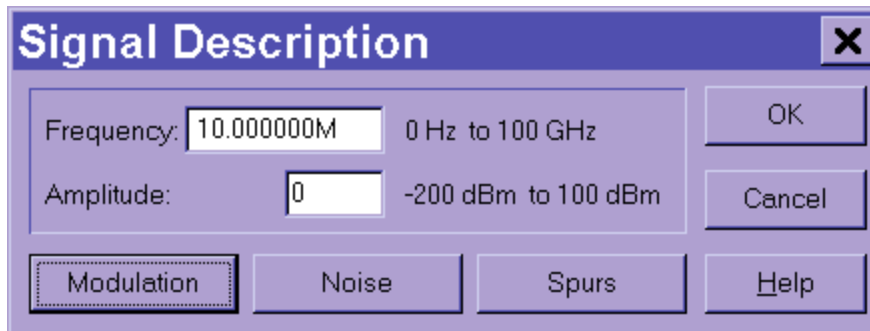 Signal Description
Frequency: 10.000000M 0 Hz to 100 GHz OK
Amplitude: 0 -200 dBm to 100 dBm Cancel
Modulation Noise Spurs Help